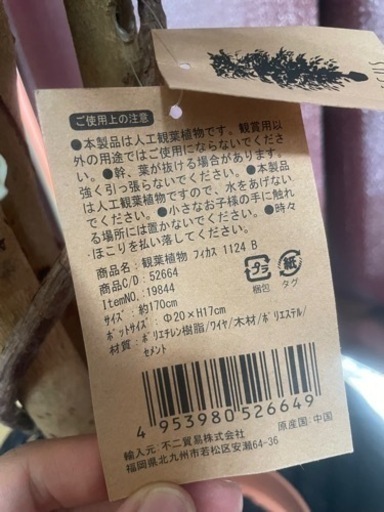 ご使用上の注意
●本製品は人工観葉植物です。観賞用以
外の用途ではご使用にならないでくださ
い。●幹、葉が抜ける場合があります。
強く引っ張らないでください。●本製品
は人工観葉植物ですので、水をあげない
でください。●小さなお子様の手に触れ
る場所には置かないでください。●時々
ほこりを払い落してください。
商品名: 観葉植物 フィカス 1124 B
商品C/D: 52664
ItemNO.: 19844
サイズ: 約170cm
ポットサイズ: Φ20×H17cm
材質: ポリエチレン樹脂/ワイヤ/木材/ポリエステル/
セメント
プラ
梱包
紙
タグ
4 953980 526649
原産国: 中国
輸入元: 不二貿易株式会社
福岡県北九州市若松区安瀬64-36